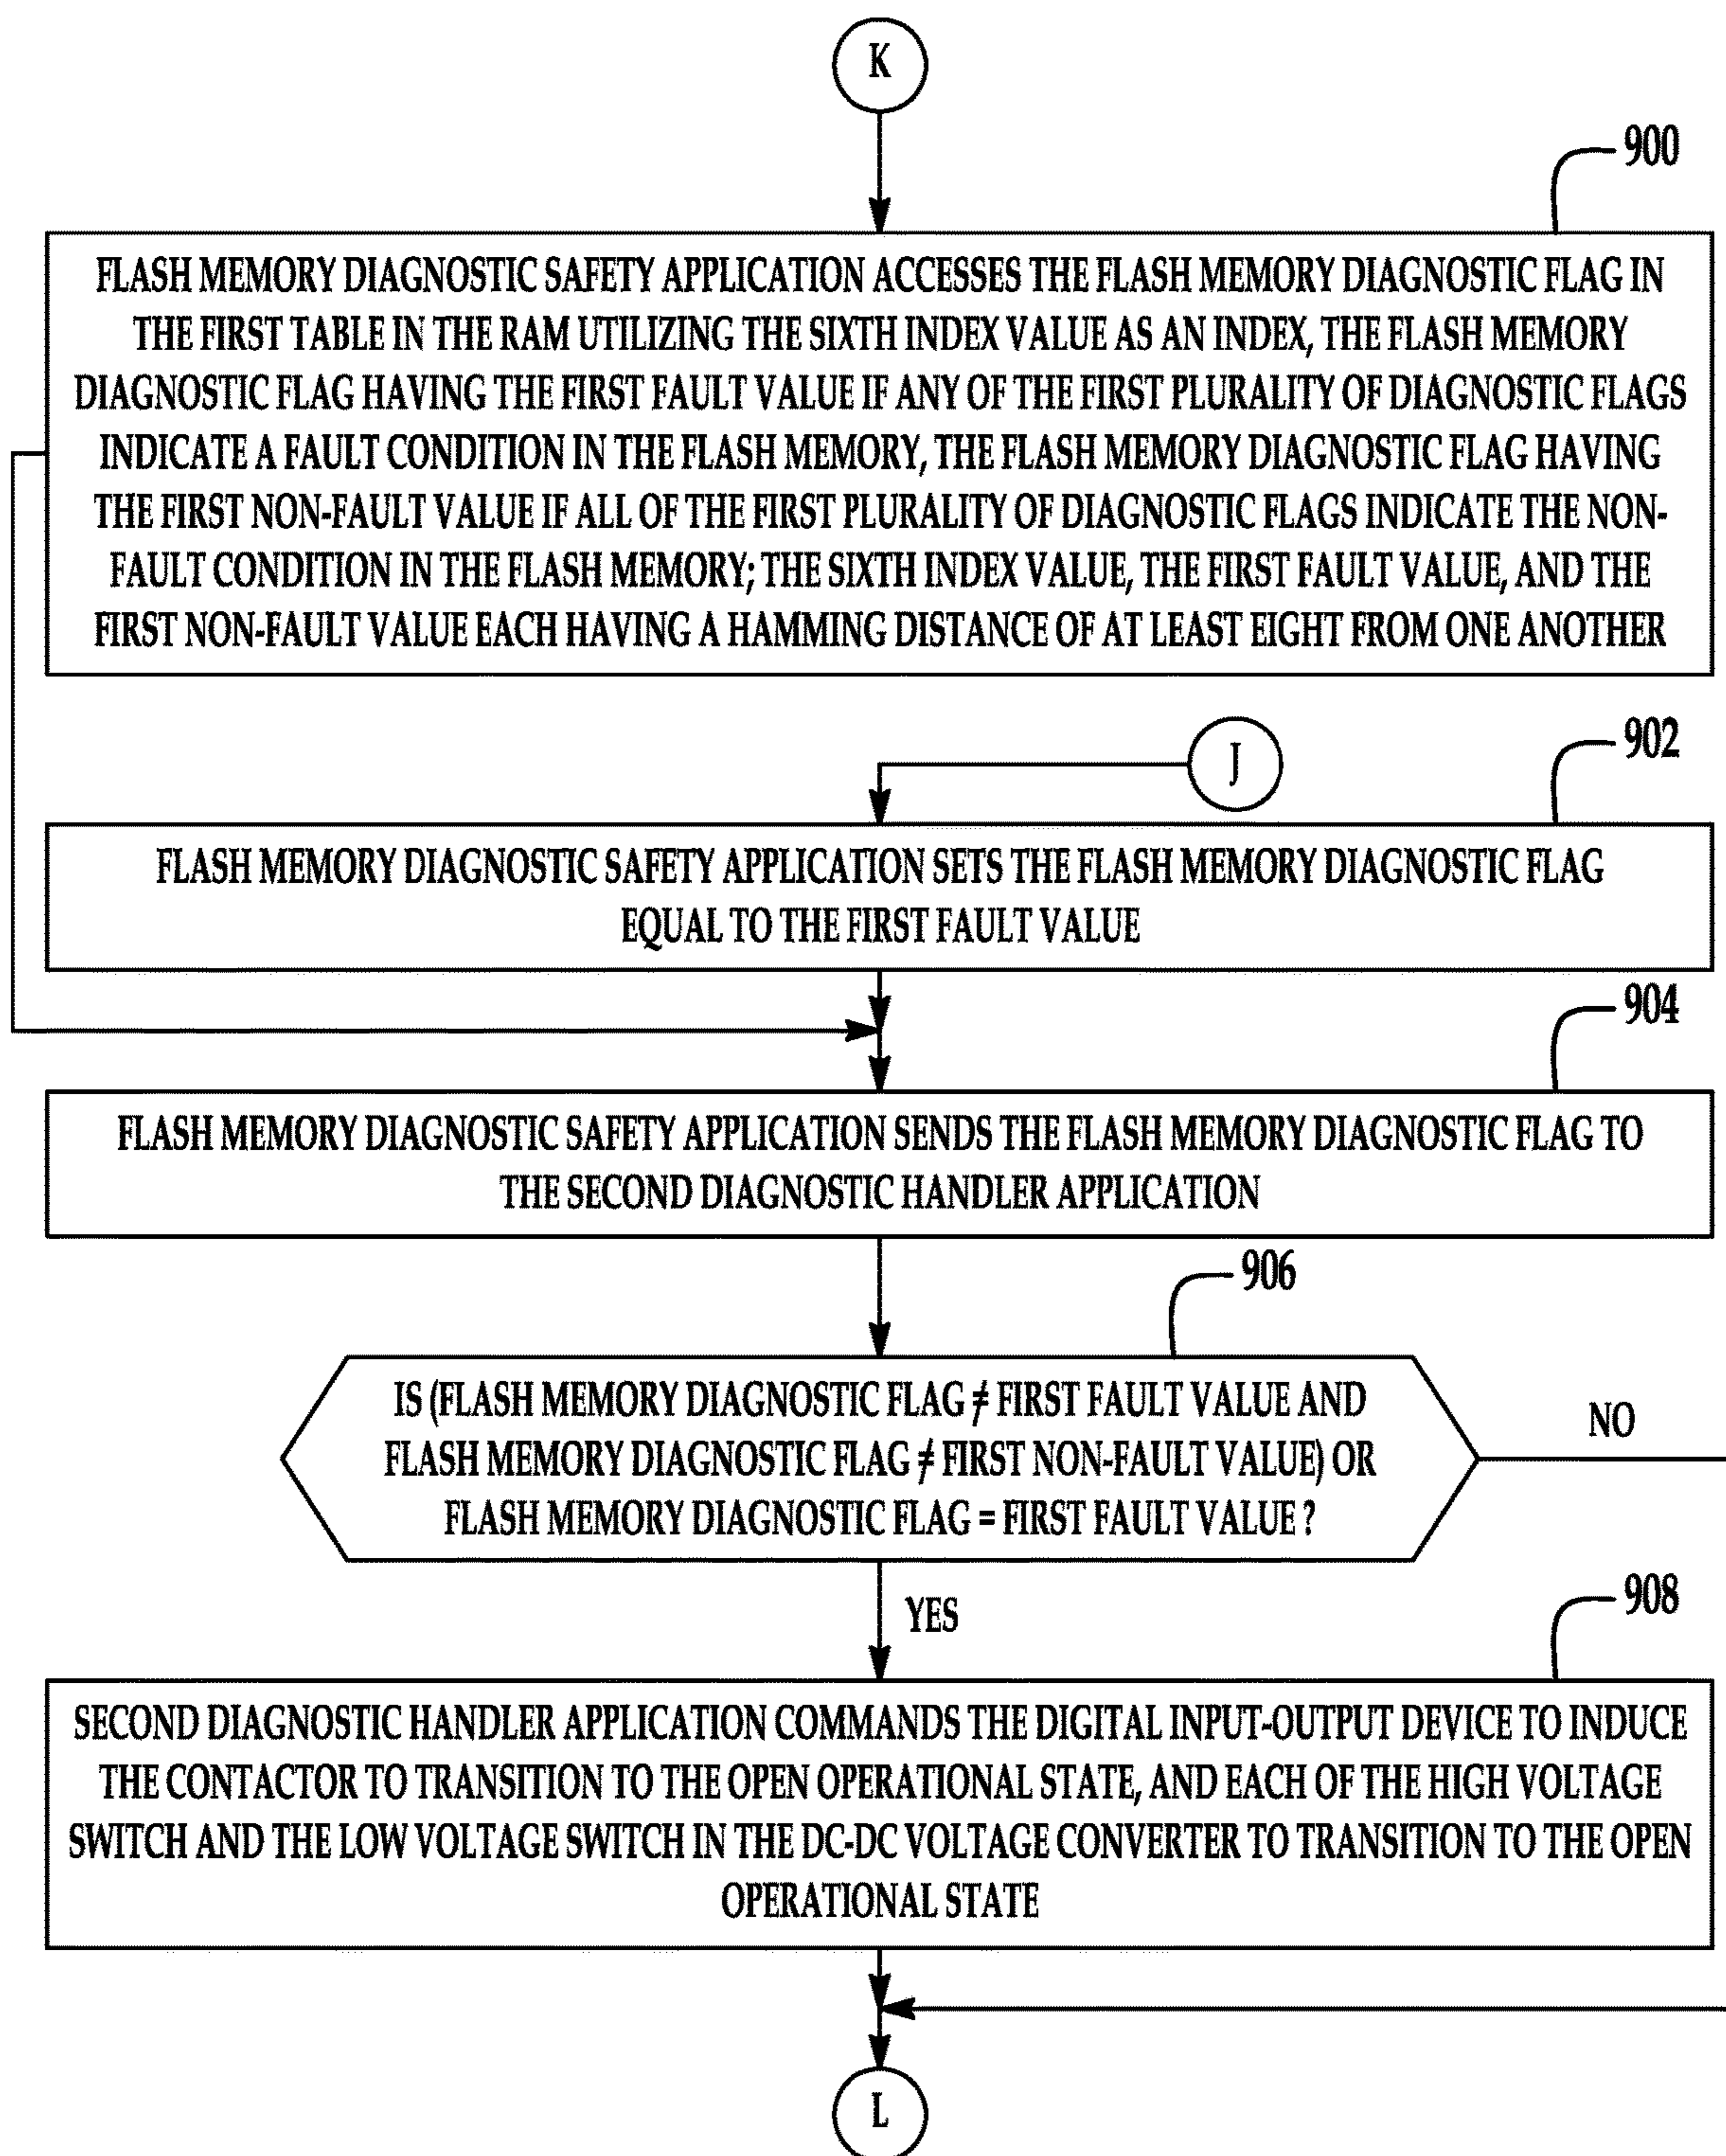 K
900
FLASH MEMORY DIAGNOSTIC SAFETY APPLICATION ACCESSES THE FLASH MEMORY DIAGNOSTIC FLAG IN
THE FIRST TABLE IN THE RAM UTILIZING THE SIXTH INDEX VALUE AS AN INDEX, THE FLASH MEMORY
DIAGNOSTIC FLAG HAVING THE FIRST FAULT VALUE IF ANY OF THE FIRST PLURALITY OF DIAGNOSTIC FLAGS
INDICATE A FAULT CONDITION IN THE FLASH MEMORY, THE FLASH MEMORY DIAGNOSTIC FLAG HAVING
THE FIRST NON-FAULT VALUE IF ALL OF THE FIRST PLURALITY OF DIAGNOSTIC FLAGS INDICATE THE NON-
FAULT CONDITION IN THE FLASH MEMORY; THE SIXTH INDEX VALUE, THE FIRST FAULT VALUE, AND THE
FIRST NON-FAULT VALUE EACH HAVING A HAMMING DISTANCE OF AT LEAST EIGHT FROM ONE ANOTHER
J
902
FLASH MEMORY DIAGNOSTIC SAFETY APPLICATION SETS THE FLASH MEMORY DIAGNOSTIC FLAG
EQUAL TO THE FIRST FAULT VALUE
904
FLASH MEMORY DIAGNOSTIC SAFETY APPLICATION SENDS THE FLASH MEMORY DIAGNOSTIC FLAG TO
THE SECOND DIAGNOSTIC HANDLER APPLICATION
906
IS (FLASH MEMORY DIAGNOSTIC FLAG ≠ FIRST FAULT VALUE AND
FLASH MEMORY DIAGNOSTIC FLAG ≠ FIRST NON-FAULT VALUE) OR
FLASH MEMORY DIAGNOSTIC FLAG = FIRST FAULT VALUE ?
NO
YES
908
SECOND DIAGNOSTIC HANDLER APPLICATION COMMANDS THE DIGITAL INPUT-OUTPUT DEVICE TO INDUCE
THE CONTACTOR TO TRANSITION TO THE OPEN OPERATIONAL STATE, AND EACH OF THE HIGH VOLTAGE
SWITCH AND THE LOW VOLTAGE SWITCH IN THE DC-DC VOLTAGE CONVERTER TO TRANSITION TO THE OPEN
OPERATIONAL STATE
L